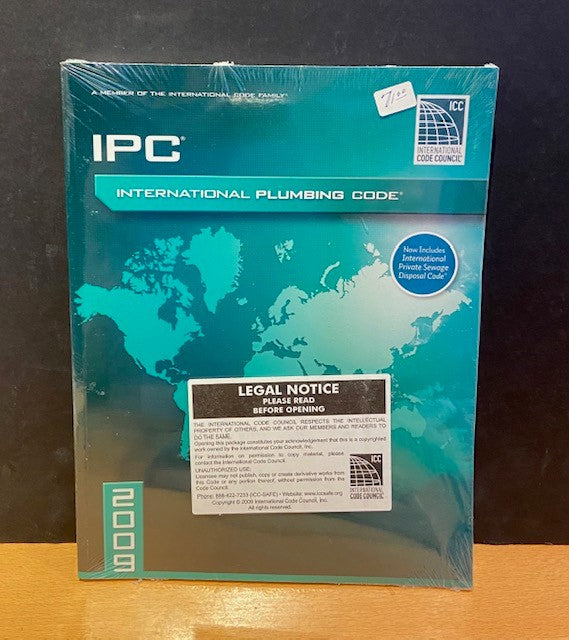 A MEMBER OF THE INTERNATIONAL CODE FAMILY®
71.00
ICC
INTERNATIONAL
CODE COUNCIL®
IPC®
INTERNATIONAL PLUMBING CODE®
Now Includes
International
Private Sewage
Disposal Code™
LEGAL NOTICE
PLEASE READ
BEFORE OPENING
THE INTERNATIONAL CODE COUNCIL RESPECTS THE INTELLECTUAL
PROPERTY OF OTHERS, AND WE ASK OUR MEMBERS AND READERS TO
DO THE SAME.
Opening this package constitutes your acknowledgement that this is a copyrighted
work owned by the International Code Council, Inc.
For information on permission to copy material, please
contact the International Code Council.
UNAUTHORIZED USE:
Licensee may not publish, copy or create derivative works from
this Code or any portion thereof, without permission from the
Code Council.
Phone: 888-422-7233 (ICC-SAFE) • Website: www.iccsafe.org
Copyright © 2009 International Code Council, Inc.
All rights reserved.
ICC
INTERNATIONAL
CODE COUNCIL
2009